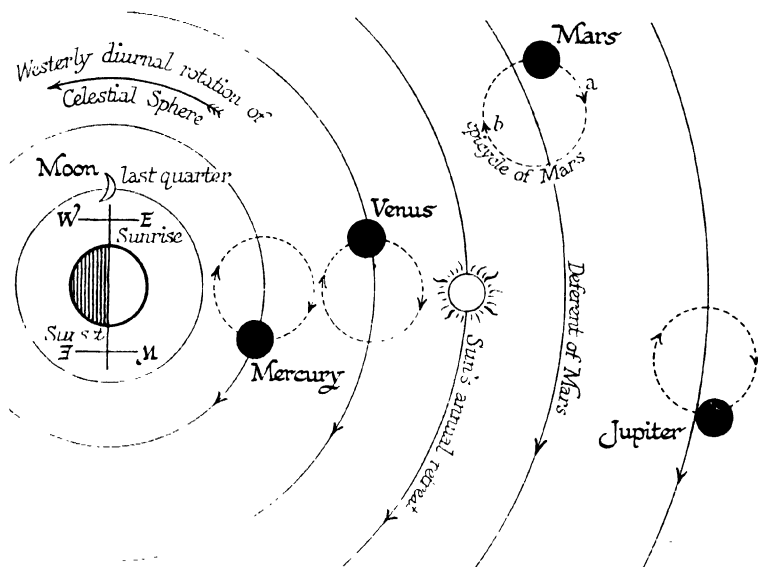 Westerly diurnal rotation of
Celestial Sphere
Mars
a
b
epicycle of Mars
Moon
last quarter
W E
Sunrise
Venus
Sunset
E W
Mercury
Sun's annual retreat
Deferent of Mars
Jupiter